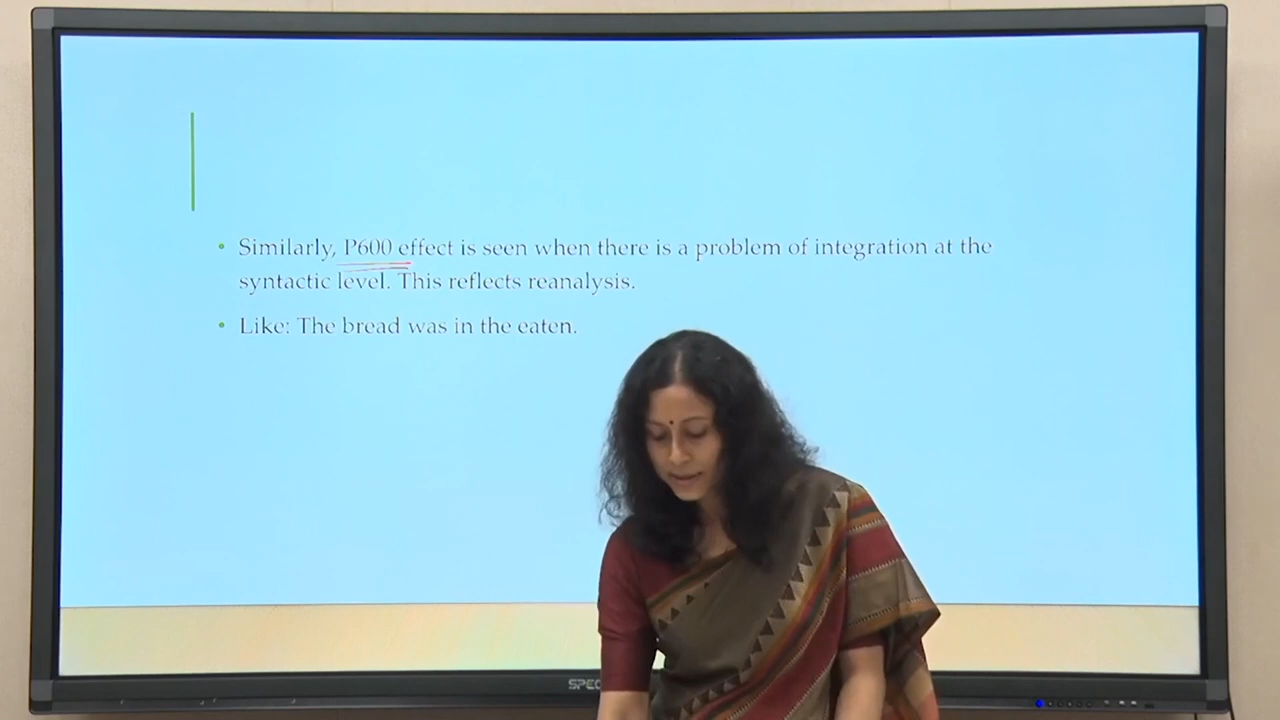 • Similarly, P600 effect is seen when there is a problem of integration at the
syntactic level. This reflects reanalysis.
• Like: The bread was in the eaten.
SPEC